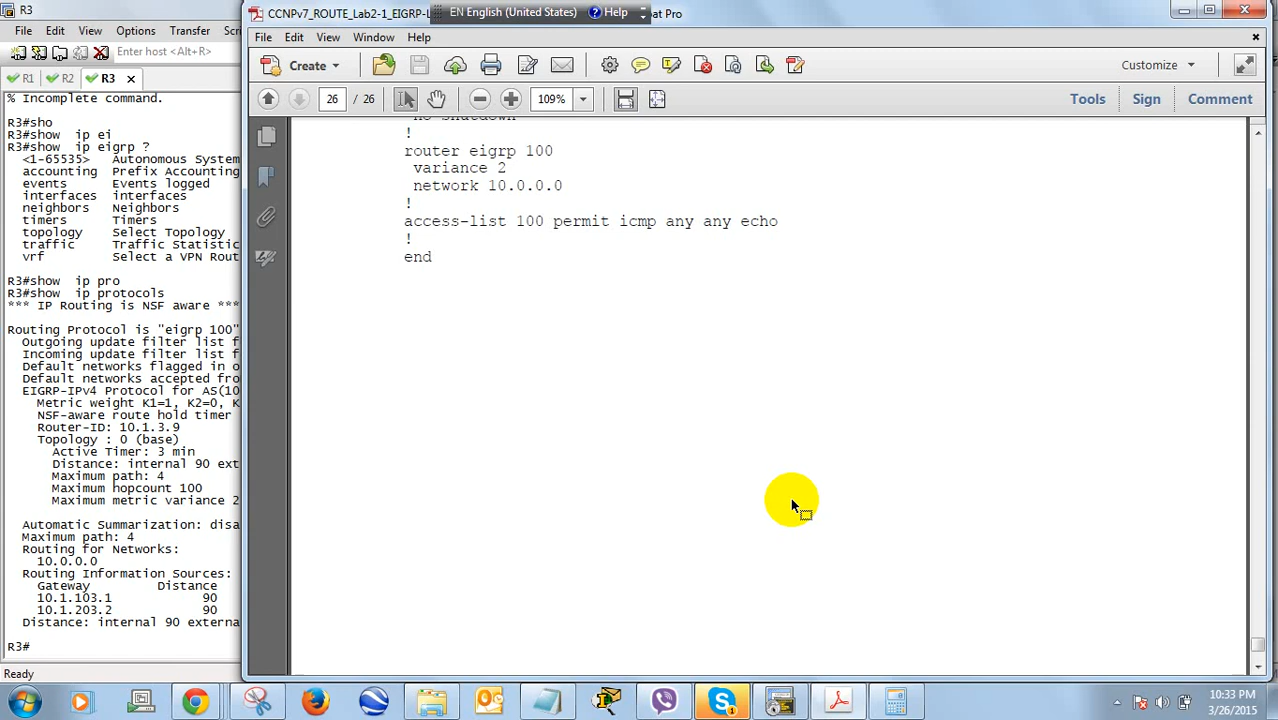 R3
File Edit View Options Transfer
Enter host <Alt+R>
R1 R2 R3
% Incomplete command.
R3#sho
R3#show  ip ei
R3#show  ip eigrp ?
<1-65535>   Autonomous System
accounting  Prefix Accounting
events      Events logged
interfaces  interfaces
neighbors   Neighbors
timers      Timers
topology    Select Topology
traffic     Traffic Statistic
vrf         Select a VPN Rout
R3#show  ip pro
R3#show  ip protocols
*** IP Routing is NSF aware ***
Routing Protocol is "eigrp 100"
Outgoing update filter list f
Incoming update filter list f
Default networks flagged in o
Default networks accepted fro
EIGRP-IPv4 Protocol for AS(10
Metric weight K1=1, K2=0, K
NSF-aware route hold timer
Router-ID: 10.1.3.9
Topology : 0 (base)
Active Timer: 3 min
Distance: internal 90 ext
Maximum path: 4
Maximum hopcount 100
Maximum metric variance 2
Automatic Summarization: disa
Maximum path: 4
Routing for Networks:
10.0.0.0
Routing Information Sources:
Gateway         Distance
10.1.103.1            90
10.1.203.2            90
Distance: internal 90 externa
R3#
Ready
CCNPv7_ROUTE_Lab2-1_EIGRP-L
EN English (United States) Help
at Pro
File Edit View Window Help
Create Customize
26 / 26 109% Tools Sign Comment
no shutdown
!
router eigrp 100
variance 2
network 10.0.0.0
!
access-list 100 permit icmp any any echo
!
end
10:33 PM
3/26/2015